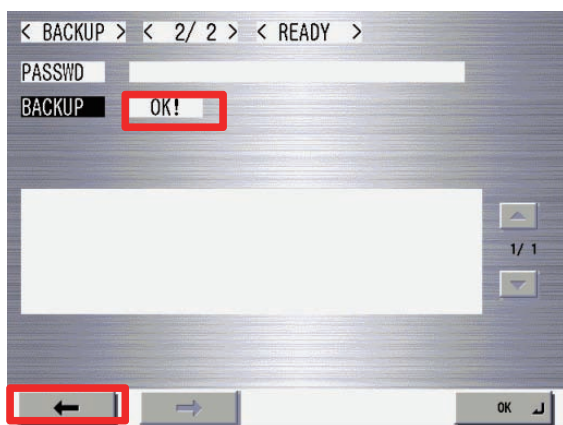 < BACKUP > < 2/ 2 > < READY >
PASSWD
BACKUP OK!
1/ 1
OK